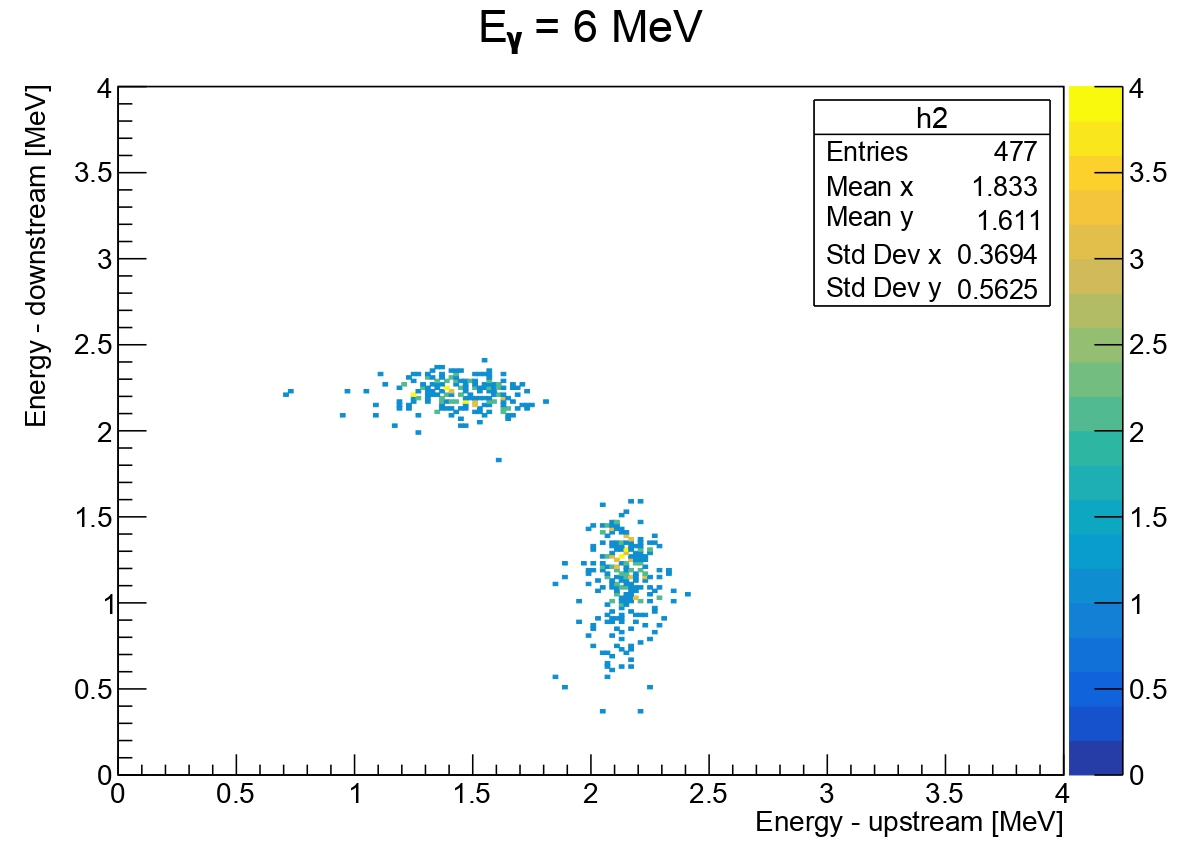 Eγ = 6 MeV
h2
Entries 477
Mean x 1.833
Mean y 1.611
Std Dev x 0.3694
Std Dev y 0.5625
Energy - downstream [MeV]
4
3.5
3
2.5
2
1.5
1
0.5
0
0 0.5 1 1.5 2 2.5 3 3.5 4
Energy - upstream [MeV]
4
3.5
3
2.5
2
1.5
1
0.5
0